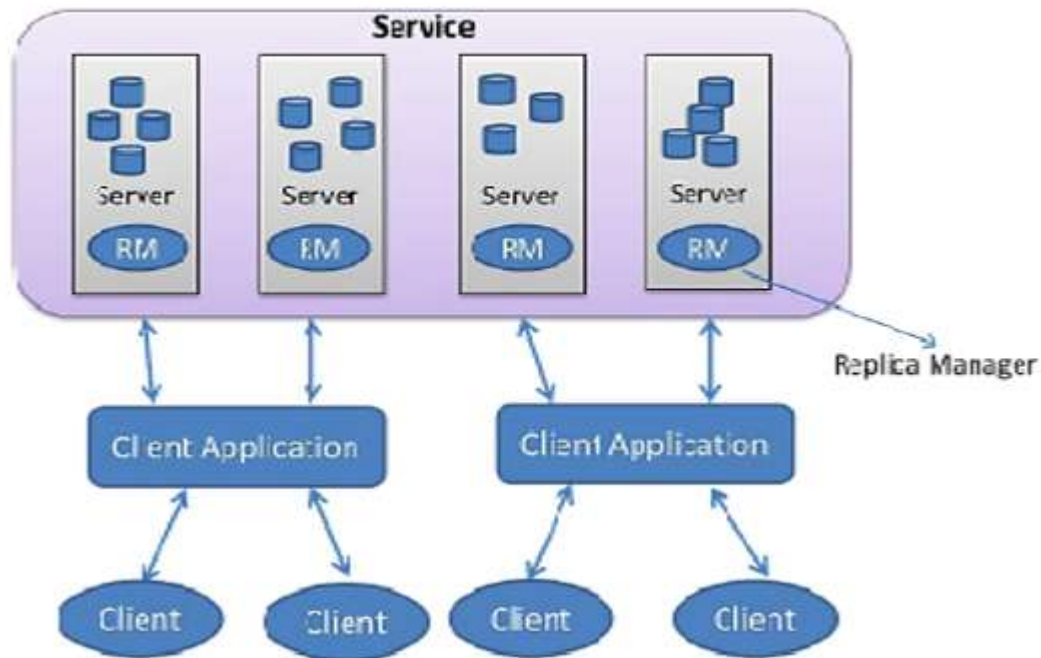 Service
Server Server Server Server
RM RM RM RM
Replica Manager
Client Application Client Application
Client Client Client Client